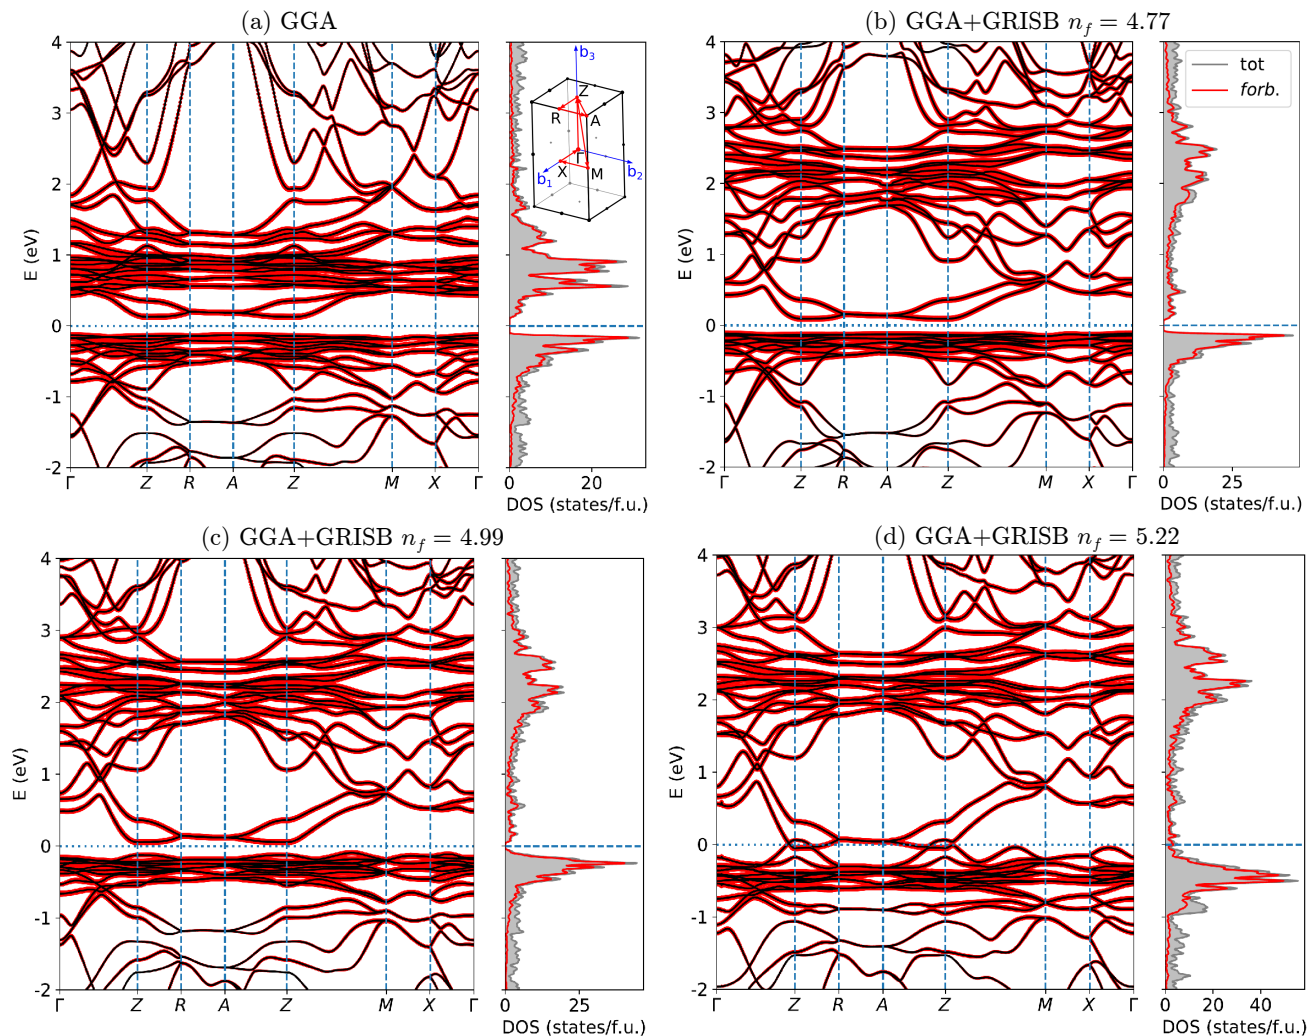 (a) GGA
E (eV)
4
3
2
1
0
-1
-2
Γ Z R A Z M X Γ
0 20
DOS (states/f.u.)
b3
Z
R A
Γ
b1 X M b2
(b) GGA+GRISB nf = 4.77
E (eV)
4
3
2
1
0
-1
-2
Γ Z R A Z M X Γ
tot
forb.
0 25
DOS (states/f.u.)
(c) GGA+GRISB nf = 4.99
E (eV)
4
3
2
1
0
-1
-2
Γ Z R A Z M X Γ
0 25
DOS (states/f.u.)
(d) GGA+GRISB nf = 5.22
E (eV)
4
3
2
1
0
-1
-2
Γ Z R A Z M X Γ
0 20 40
DOS (states/f.u.)